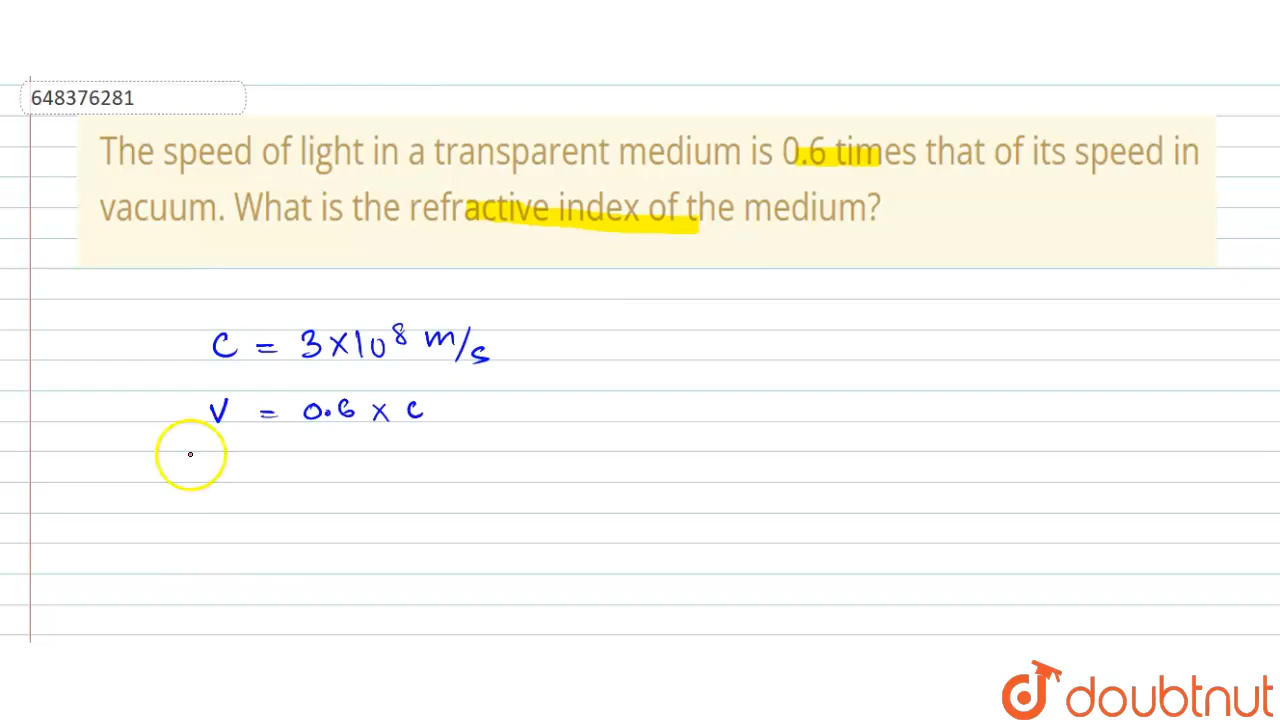 648376281
The speed of light in a transparent medium is 0.6 times that of its speed in
vacuum. What is the refractive index of the medium?
C = 3×10⁸ m/s
V = 0.6 × c
doubtnut